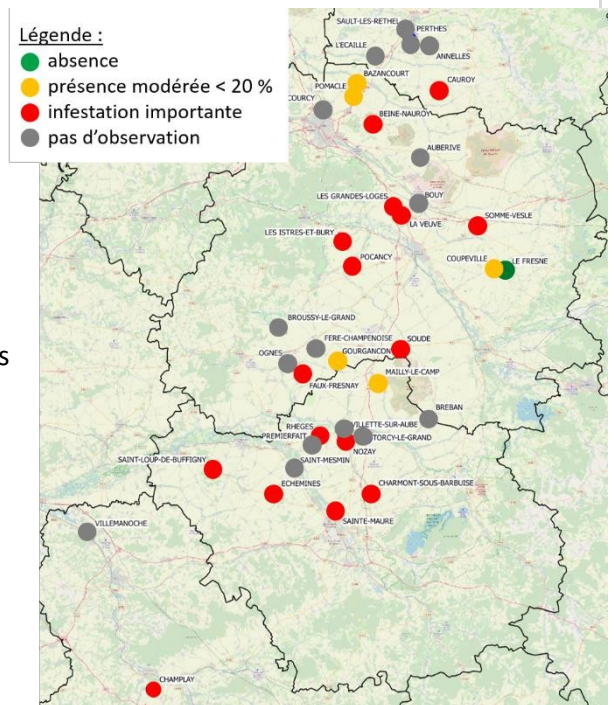 Légende :
absence
présence modérée < 20 %
infestation importante
pas d'observation
SAULT-LES-RETHEL
PERTHES
L'ECAILLE
ANNELLES
BAZANCOURT
POMACLE
CAUROY
COURCY
BEINE-NAUROY
AUBERIVE
LES GRANDES-LOGES
BOUY
LA VEUVE
SOMME-VESLE
LES ISTRES-ET-BURY
POCANCY
COUPEVILLE
LE FRESNE
s
BROUSSY-LE-GRAND
FERE-CHAMPENOISE
SOUDE
OGNES
GOURGANCON
FAUX-FRESNAY
MAILLY-LE-CAMP
BREBAN
RHEGES
VILLETTE-SUR-AUBE
PREMIERFAIT
TORCY-LE-GRAND
NOZAY
SAINT-LOUP-DE-BUFFIGNY
SAINT-MESMIN
ECHEMINES
CHARMONT-SOUS-BARBUISE
SAINTE-MAURE
VILLEMANOCHE
CHAMPLAY